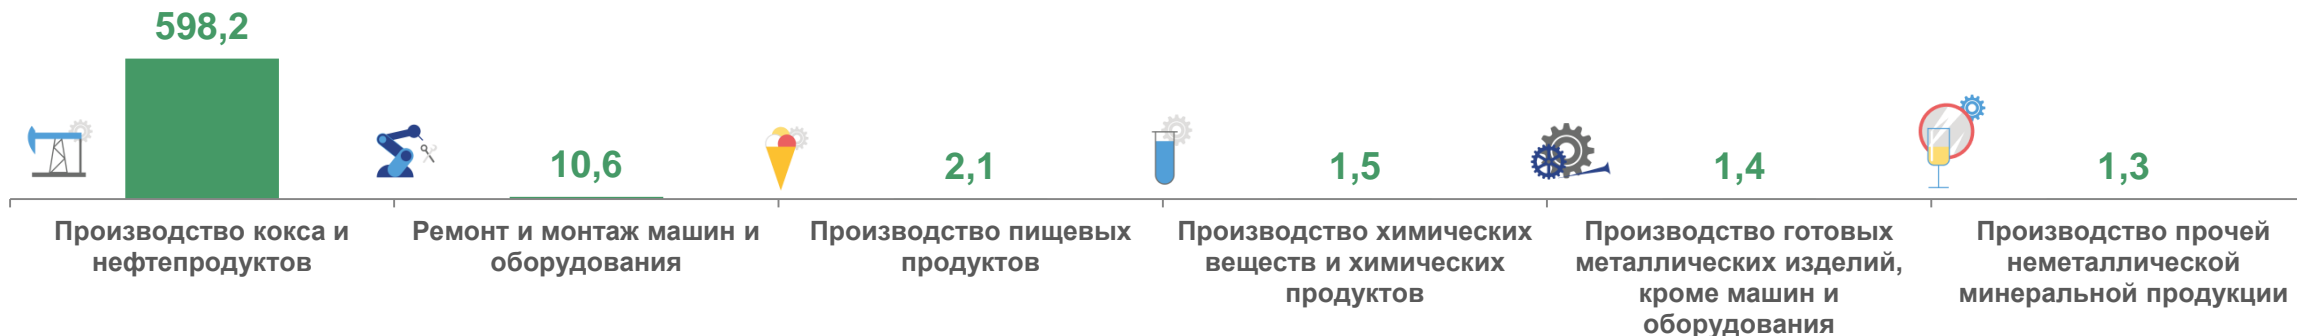 598,2
10,6
2,1
1,5
1,4
1,3
Производство кокса и
нефтепродуктов
Ремонт и монтаж машин и
оборудования
Производство пищевых
продуктов
Производство химических
веществ и химических
продуктов
Производство готовых
металлических изделий,
кроме машин и
оборудования
Производство прочей
неметаллической
минеральной продукции